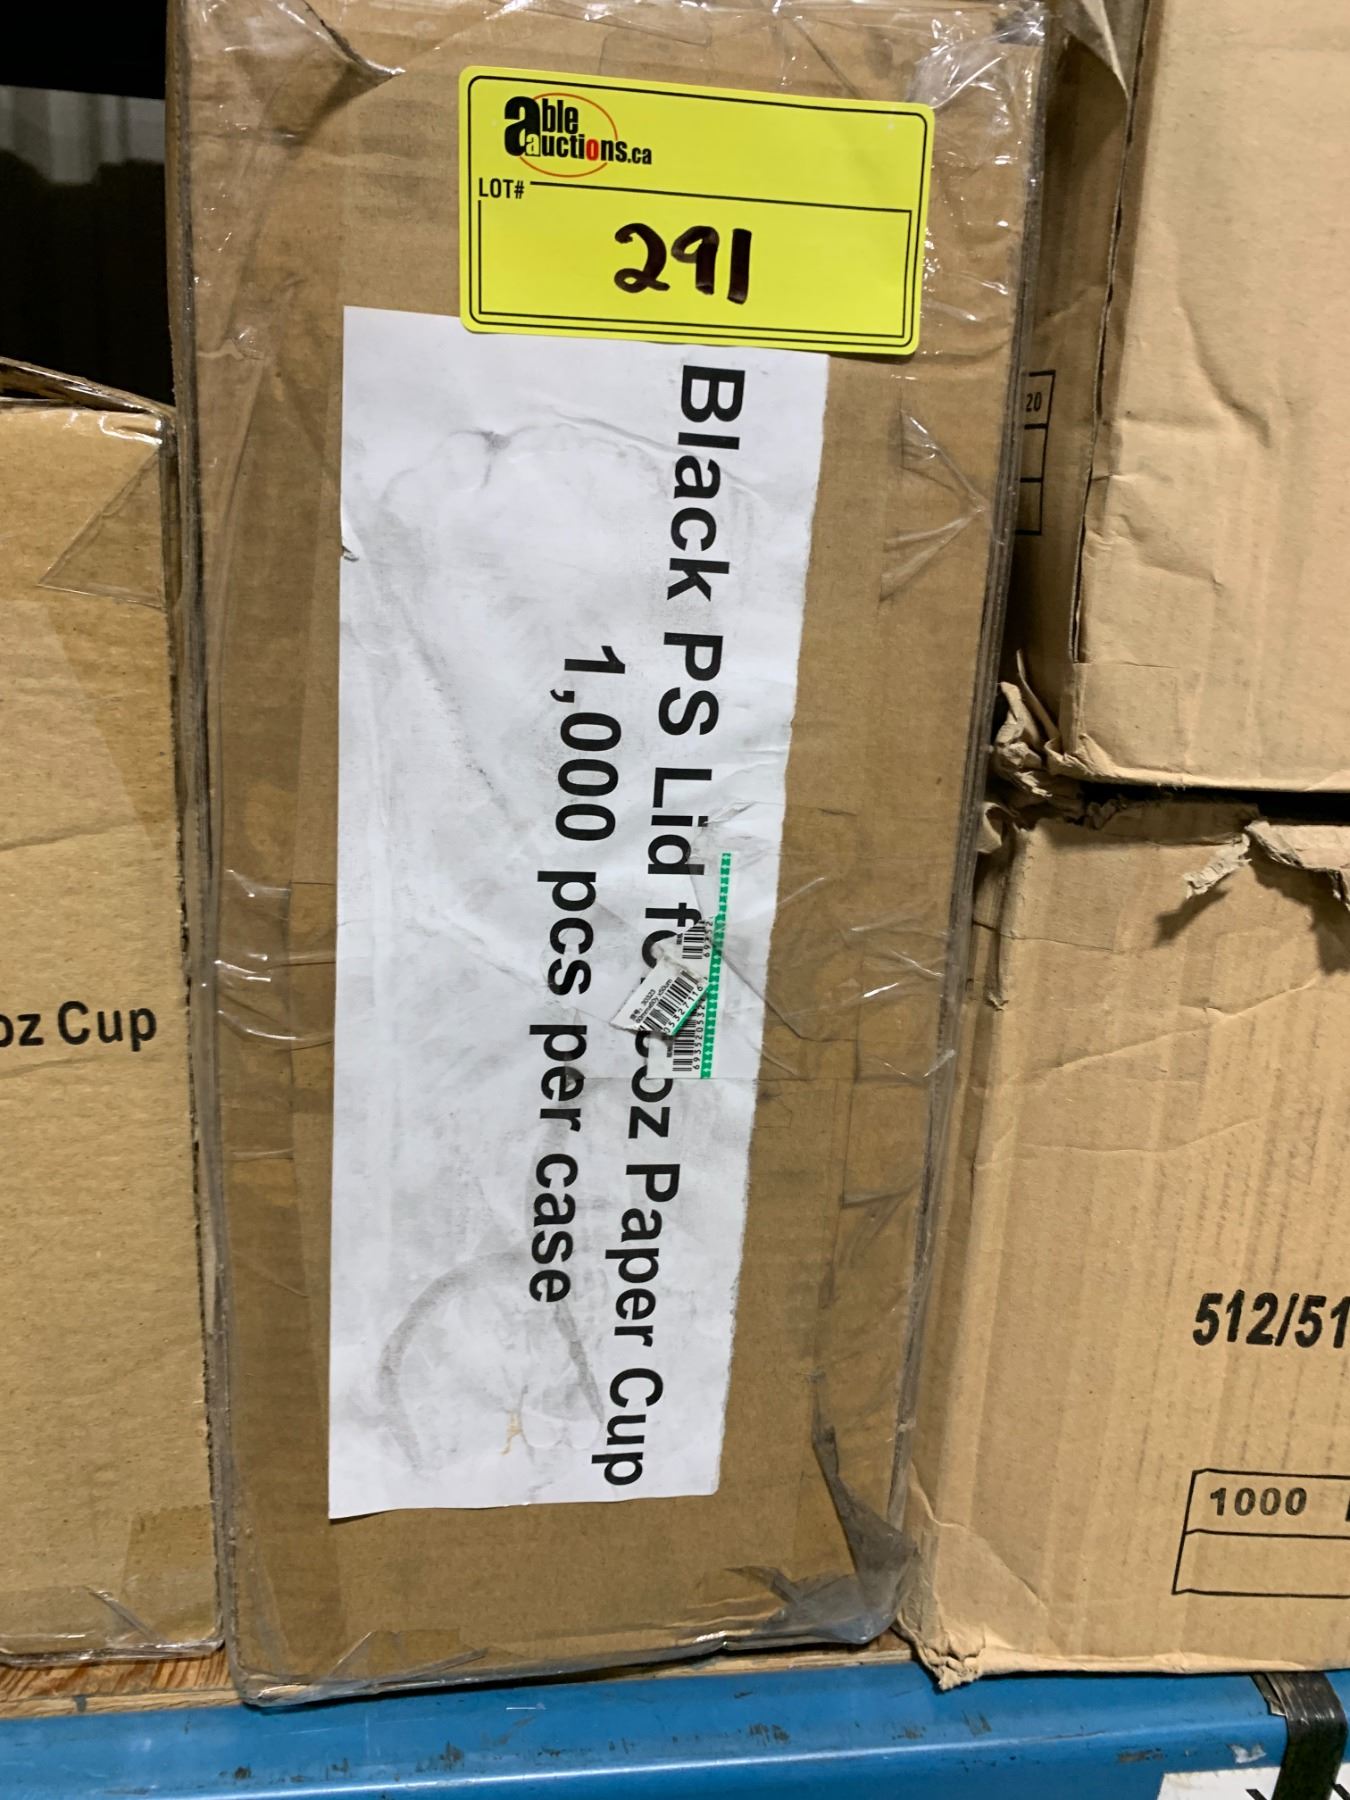 able
auctions.ca
LOT#
291
Black PS Lid Paper Cup
1,000 pcs per case
oz Cup
20
512/51
1000